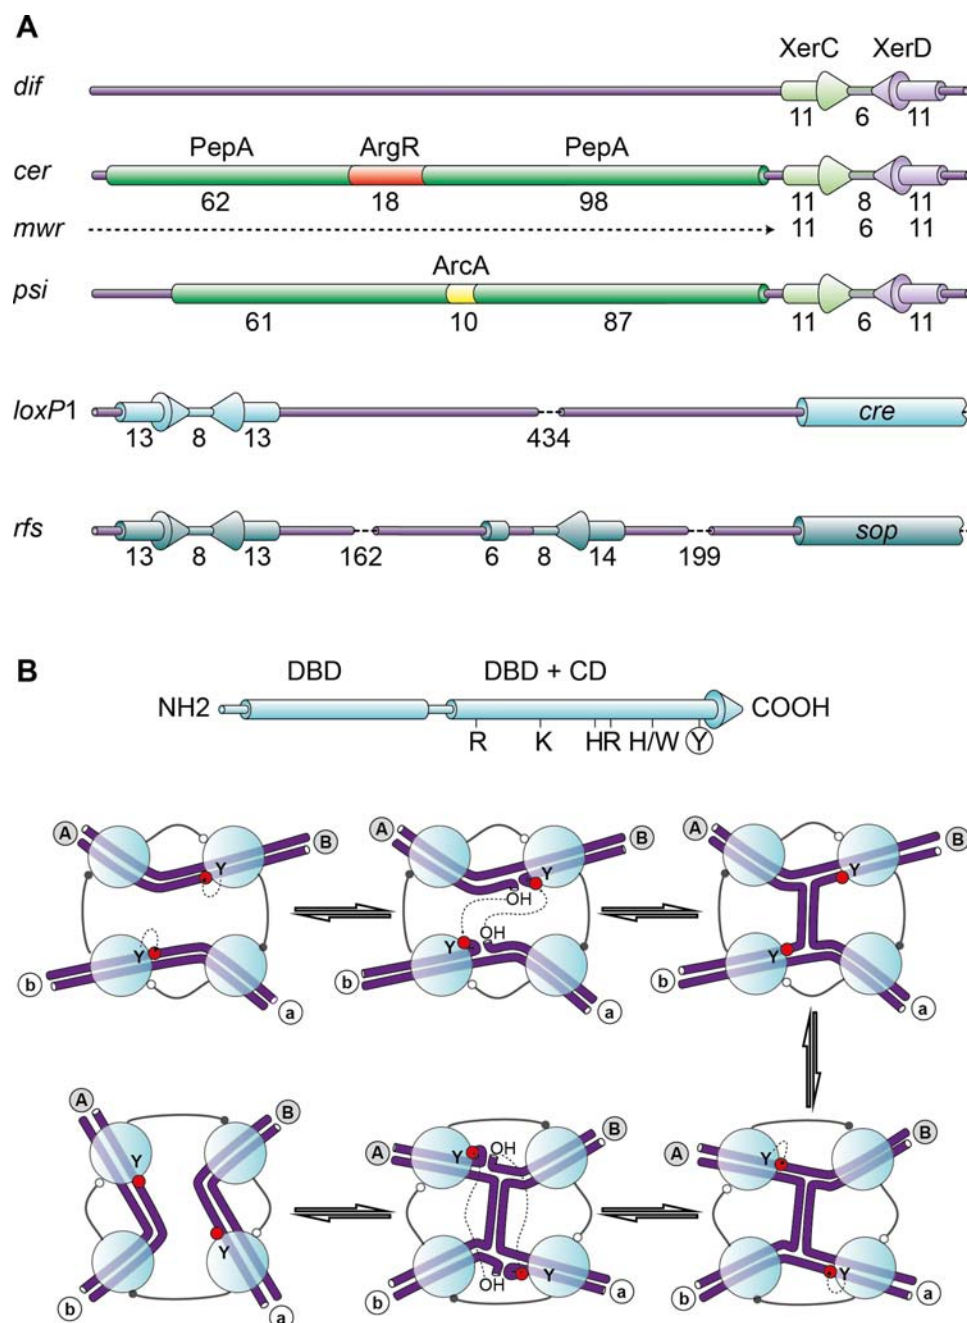 A
XerC XerD
dif
11 6 11
PepA ArgR PepA
cer
62 18 98 11 8 11
mwr 11 6 11
ArcA
psi
61 10 87 11 6 11
loxP1 cre
13 8 13 434
rfs sop
13 8 13 162 6 8 14 199
B
DBD DBD + CD
NH2 COOH
R K HR H/W Y
A B A B A B
Y Y Y
OH
OH
Y Y Y
b a b a b a
A B A B A B
OH
Y Y Y
Y OH Y Y
b a b a b a